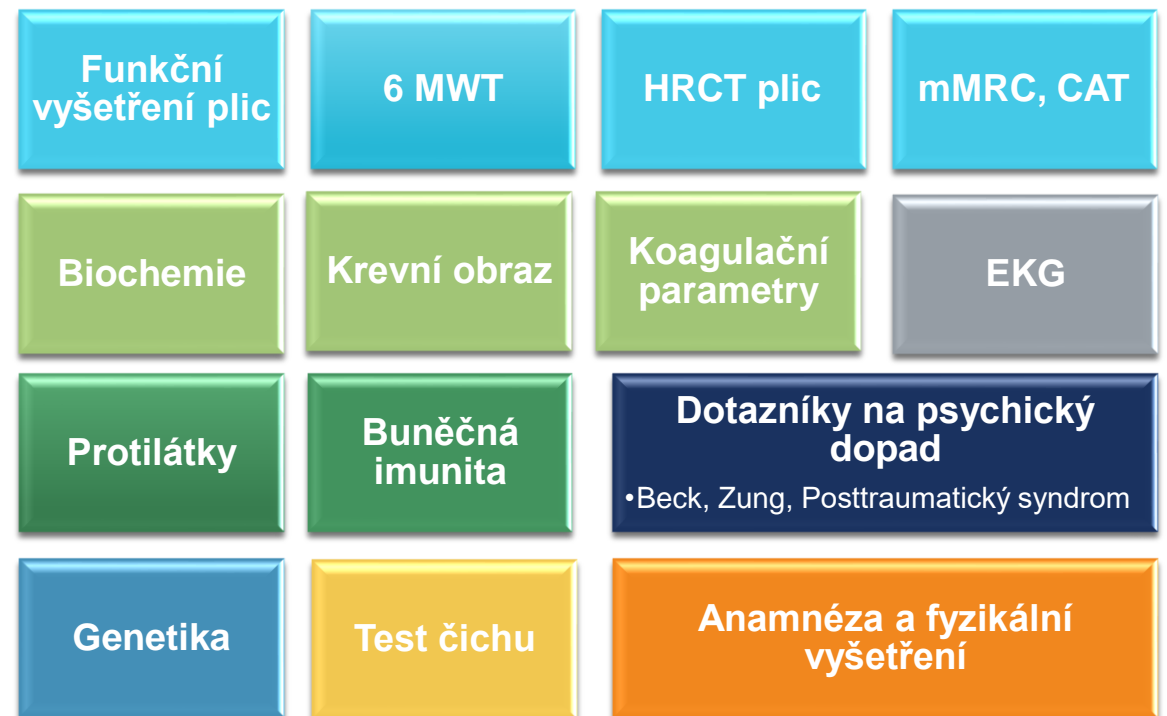 Funkční
vyšetření plic
6 MWT
HRCT plic
mMRC, CAT
Biochemie
Krevní obraz
Koagulační
parametry
EKG
Protilátky
Buněčná
imunita
Dotazníky na psychický
dopad
•Beck, Zung, Posttraumatický syndrom
Genetika
Test čichu
Anamnéza a fyzikální
vyšetření